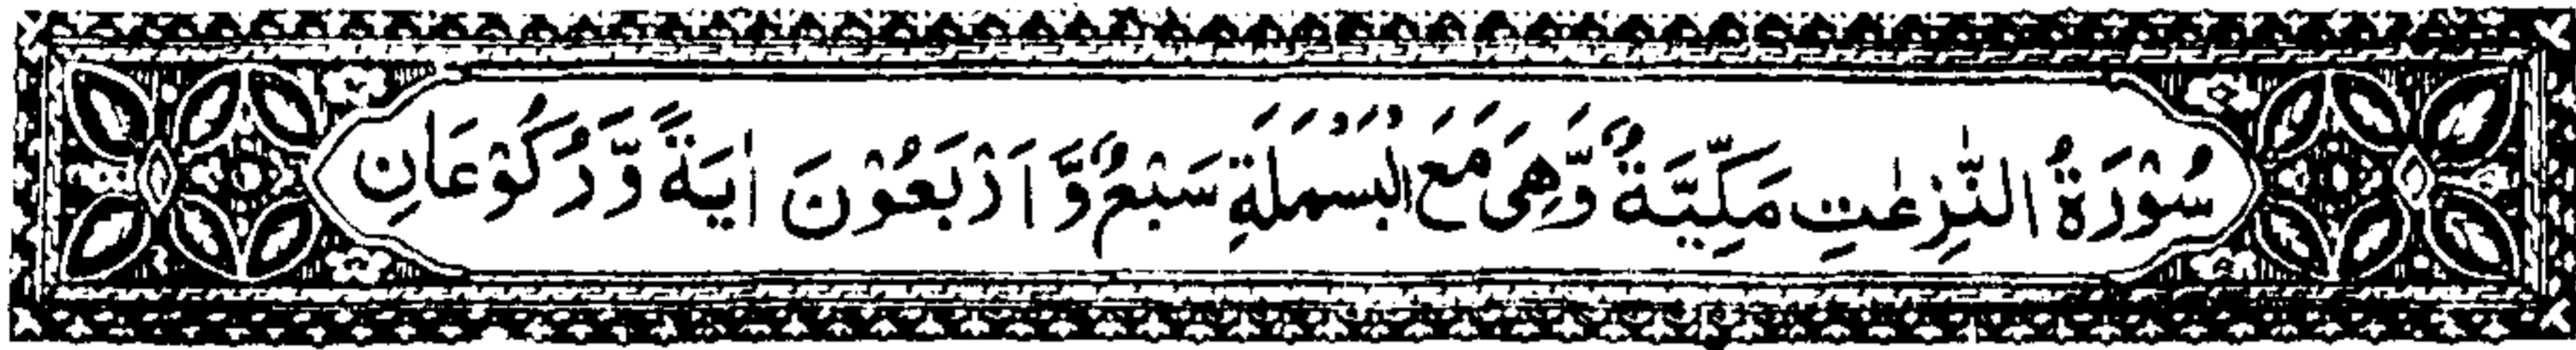 سُوْرَةُ النّٰزِعٰتِ مَكِّيَّةٌ وَّهِىَ مَعَ الْبَسْمَلَةِ سَبْعٌ وَّ اَرْبَعُوْنَ اٰيَةً وَّ رُكُوْعَانِ